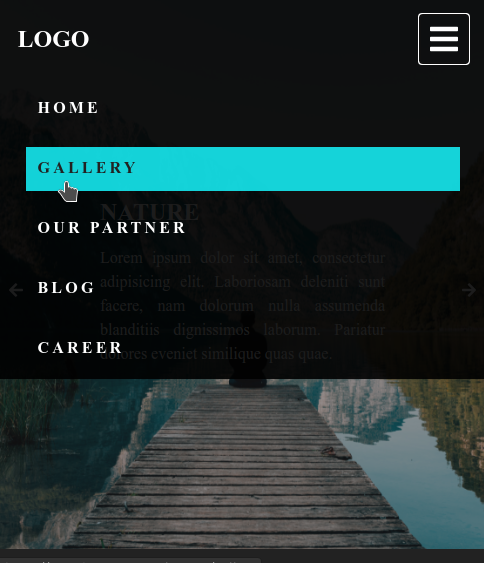 LOGO
HOME
GALLERY
NATURE
OUR PARTNER
Lorem ipsum dolor sit amet, consectetur
adipisicing elit. Laboriosam deleniti sunt
facere, nam dolorum nulla assumenda
BLOG
blanditiis dignissimos laborum. Pariatur
CAREER
dolores eveniet similique quas quae.